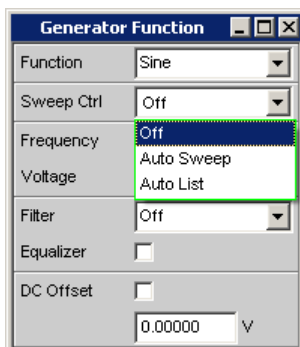 Generator Function
Function Sine
Sweep Ctrl Off
Frequency Off
Auto Sweep
Voltage Auto List
Filter Off
Equalizer
DC Offset
0.00000 V